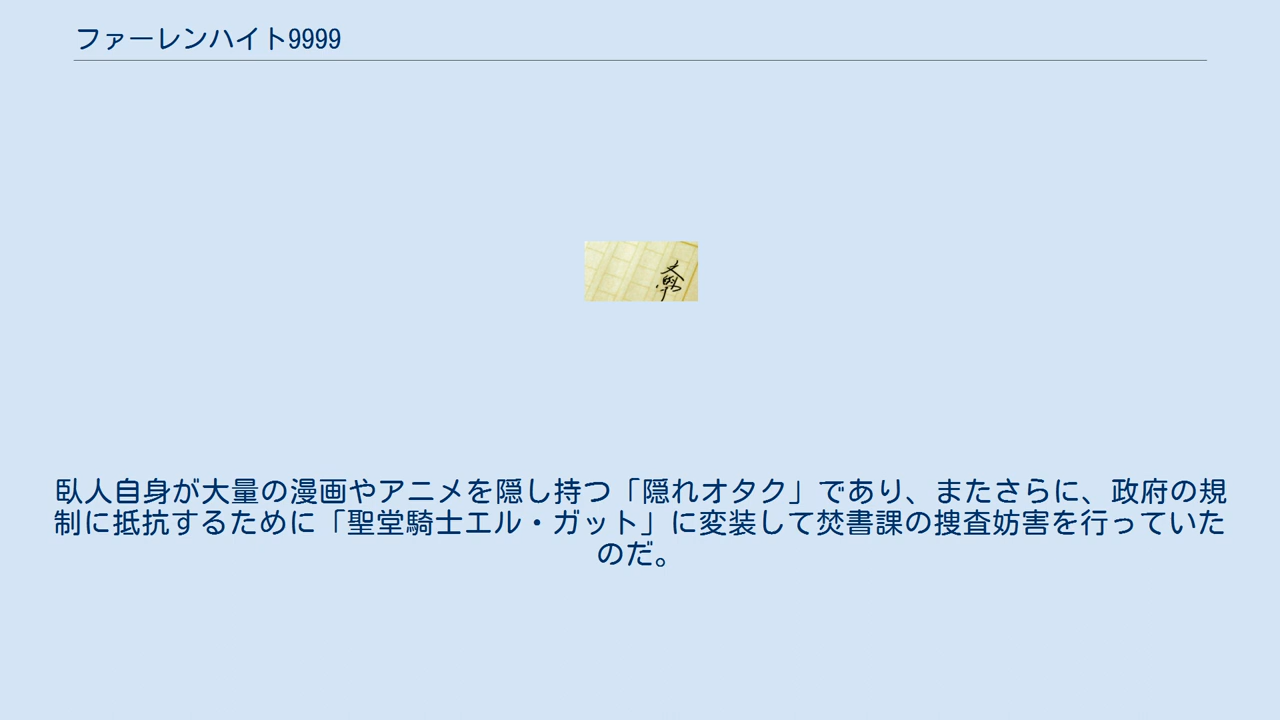 ファーレンハイト9999
臥人自身が大量の漫画やアニメを隠し持つ「隠れオタク」であり、またさらに、政府の規
制に抵抗するために「聖堂騎士エル・ガット」に変装して焚書課の捜査妨害を行っていた
のだ。